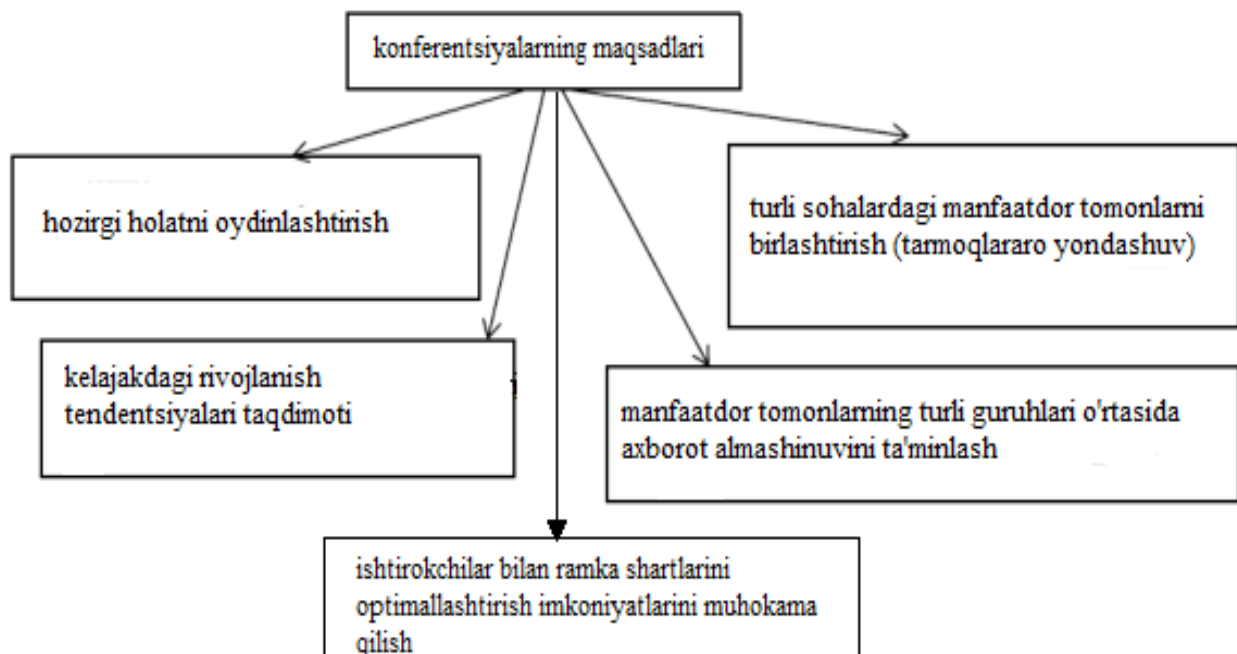 konferentsiyalarning maqsadlari
hozirgi holatni oydinlashtirish
turli sohalardagi manfaatdor tomonlarni
birlashtirish (tarmoqlararo yondashuv)
kelajakdagi rivojlanish
tendentsiyalari taqdimoti
manfaatdor tomonlarning turli guruhlari o'rtasida
axborot almashinuvini ta'minlash
ishtirokchilar bilan ramka shartlarini
optimallashtirish imkoniyatlarini muhokama
qilish